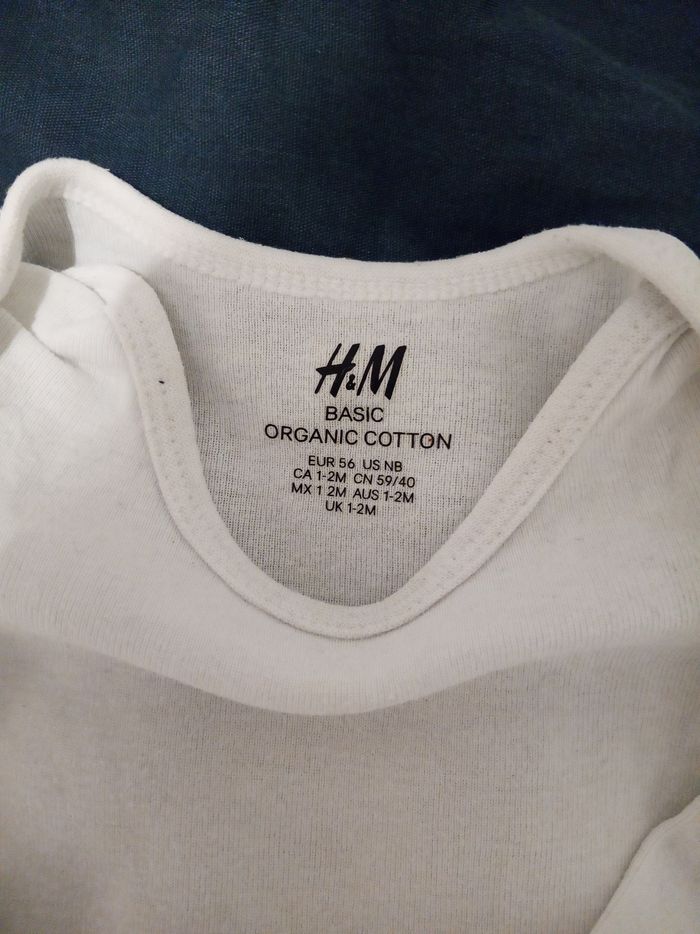 H&M
BASIC
ORGANIC COTTON
EUR 56 US NB
CA 1-2M CN 59/40
MX 1 2M AUS 1-2M
UK 1-2M